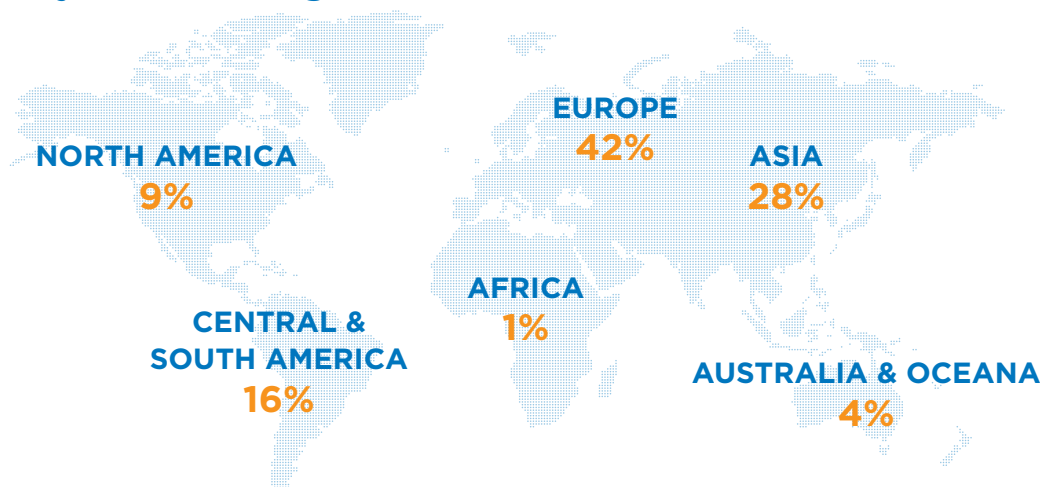 EUROPE
42%
NORTH AMERICA
9%
ASIA
28%
AFRICA
1%
CENTRAL &
SOUTH AMERICA
16%
AUSTRALIA & OCEANA
4%